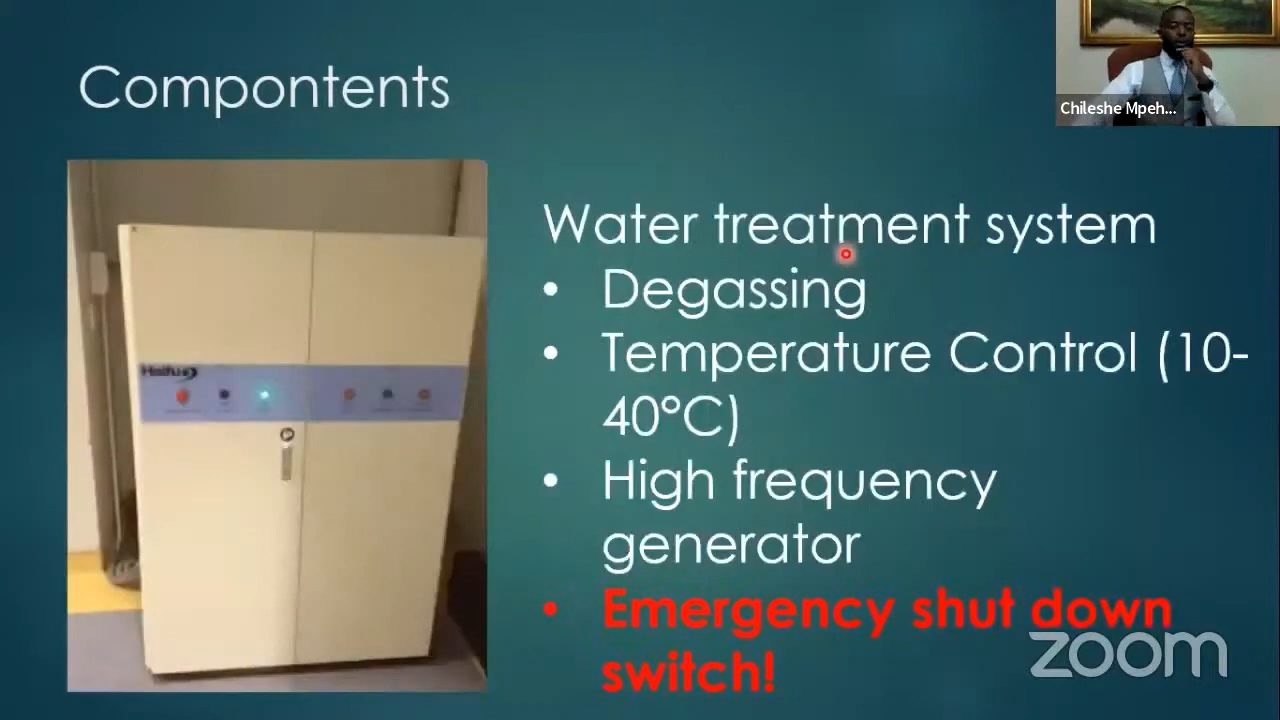 Compontents
Chileshe Mpeh...
Water treatment system
• Degassing
• Temperature Control (10-
40°C)
• High frequency
generator
• Emergency shut down
switch!
zoom